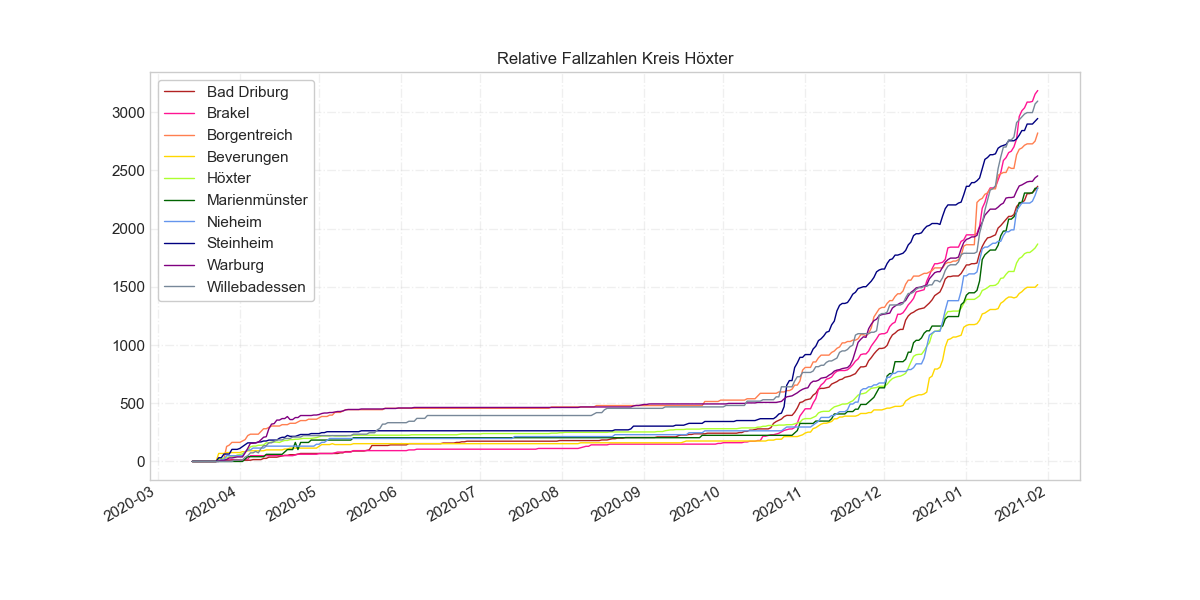 Relative Fallzahlen Kreis Höxter
Bad Driburg
Brakel
Borgentreich
Beverungen
Höxter
Marienmünster
Nieheim
Steinheim
Warburg
Willebadessen
3000
2500
2000
1500
1000
500
0
2020-03
2020-04
2020-05
2020-06
2020-07
2020-08
2020-09
2020-10
2020-11
2020-12
2021-01
2021-02